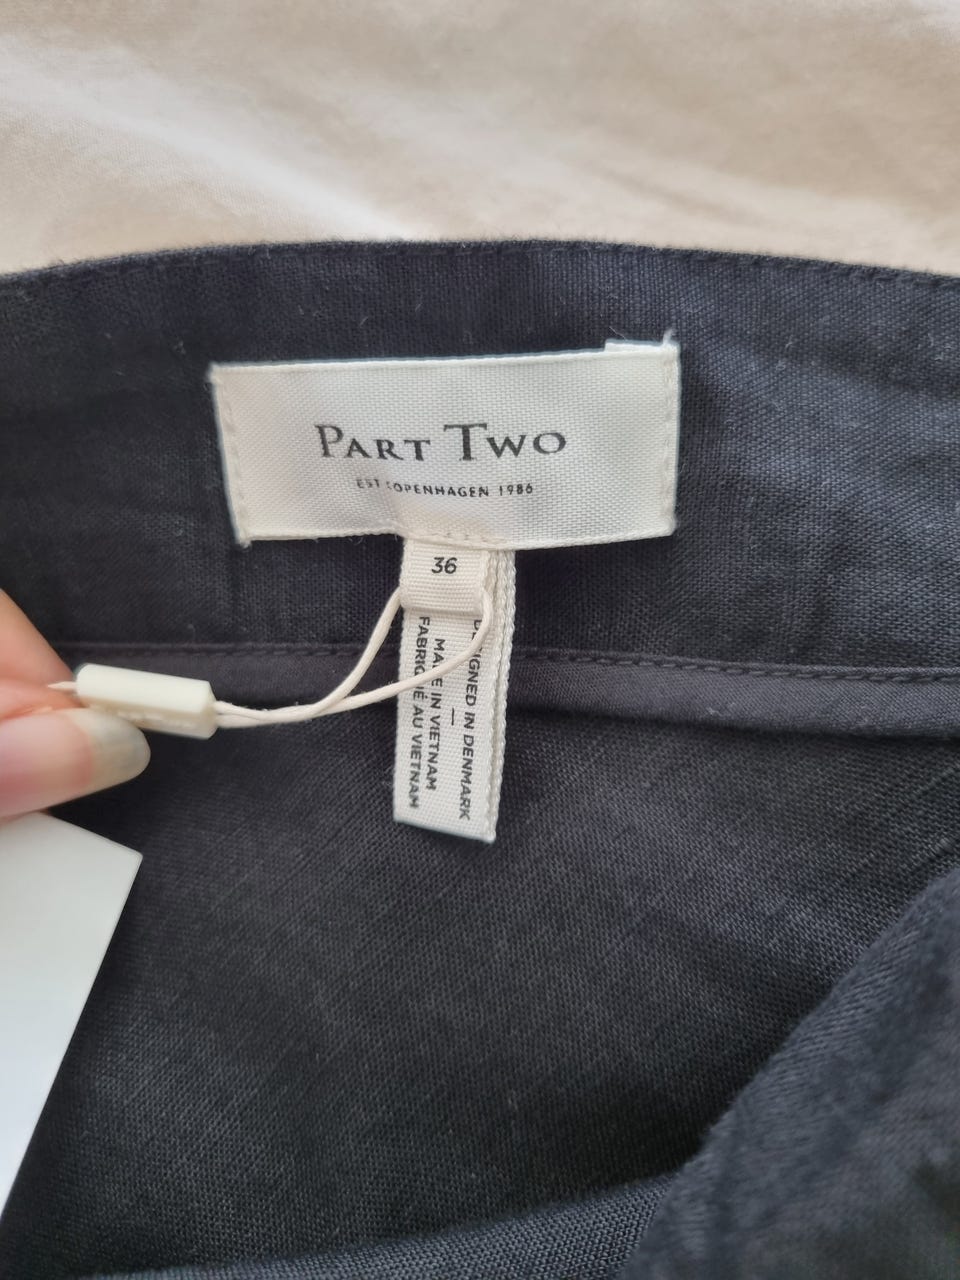 PART TWO
EST COPENHAGEN 1986
36
DESIGNED IN DENMARK
—
MADE IN VIETNAM
FABRIQUÉ AU VIETNAM